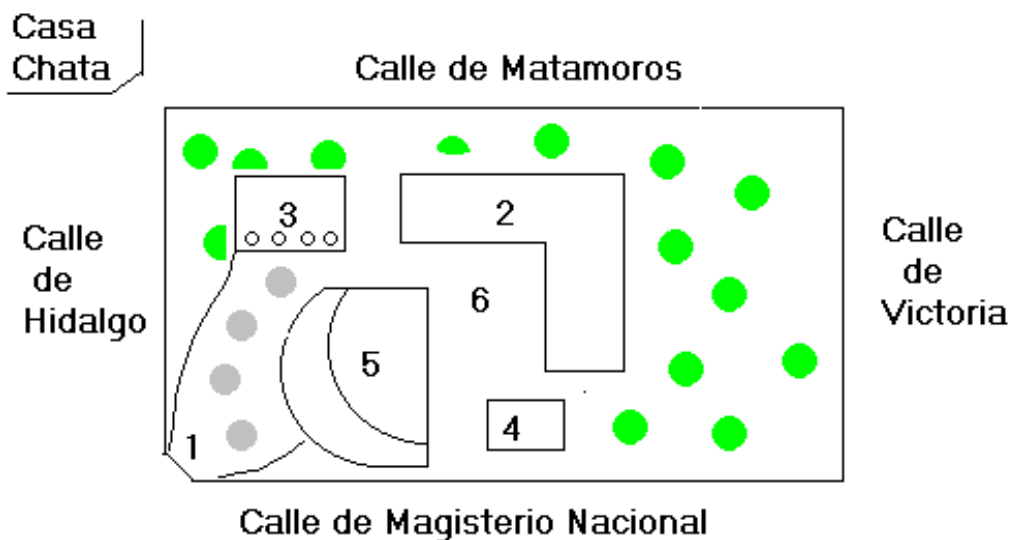 Casa
Chata
Calle de Matamoros
3
2
Calle
de
Hidalgo
Calle
de
Victoria
6
5
4
1
Calle de Magisterio Nacional